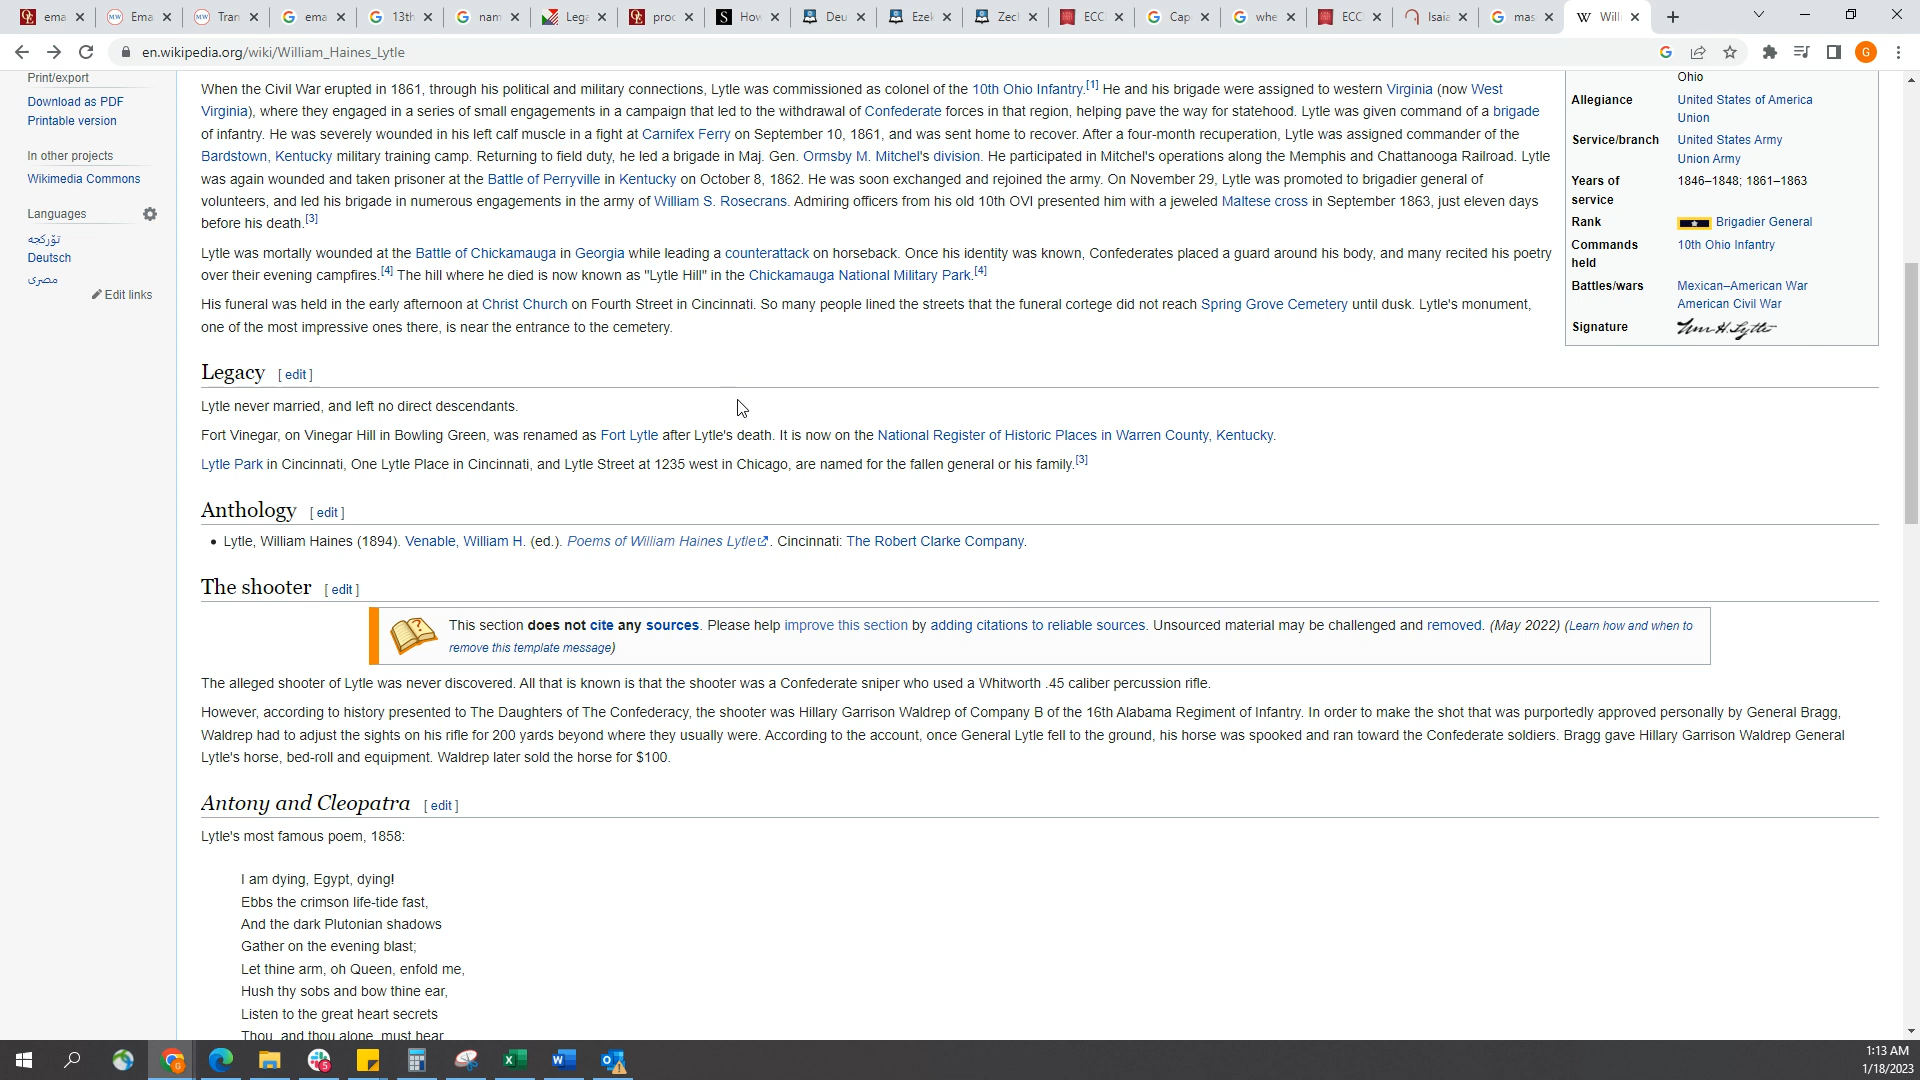 ema
Ema
Tran
ema
13th
nam
Lega
proc
How
Deu
Ezek
Zech
ECC
Cap
whe
ECC
Isaia
mas
Willi
en.wikipedia.org/wiki/William_Haines_Lytle
G
Print/export
Download as PDF
Printable version
In other projects
Wikimedia Commons
Languages
تۆرکجه
Deutsch
مصرى
Edit links
When the Civil War erupted in 1861, through his political and military connections, Lytle was commissioned as colonel of the 10th Ohio Infantry.[1] He and his brigade were assigned to western Virginia (now West
Virginia), where they engaged in a series of small engagements in a campaign that led to the withdrawal of Confederate forces in that region, helping pave the way for statehood. Lytle was given command of a brigade
of infantry. He was severely wounded in his left calf muscle in a fight at Carnifex Ferry on September 10, 1861, and was sent home to recover. After a four-month recuperation, Lytle was assigned commander of the
Bardstown, Kentucky military training camp. Returning to field duty, he led a brigade in Maj. Gen. Ormsby M. Mitchel's division. He participated in Mitchel's operations along the Memphis and Chattanooga Railroad. Lytle
was again wounded and taken prisoner at the Battle of Perryville in Kentucky on October 8, 1862. He was soon exchanged and rejoined the army. On November 29, Lytle was promoted to brigadier general of
volunteers, and led his brigade in numerous engagements in the army of William S. Rosecrans. Admiring officers from his old 10th OVI presented him with a jeweled Maltese cross in September 1863, just eleven days
before his death.[3]
Lytle was mortally wounded at the Battle of Chickamauga in Georgia while leading a counterattack on horseback. Once his identity was known, Confederates placed a guard around his body, and many recited his poetry
over their evening campfires.[4] The hill where he died is now known as "Lytle Hill" in the Chickamauga National Military Park.[4]
His funeral was held in the early afternoon at Christ Church on Fourth Street in Cincinnati. So many people lined the streets that the funeral cortege did not reach Spring Grove Cemetery until dusk. Lytle's monument,
one of the most impressive ones there, is near the entrance to the cemetery.
Ohio
Allegiance United States of America
Union
Service/branch United States Army
Union Army
Years of service 1846–1848; 1861–1863
Rank Brigadier General
Commands held 10th Ohio Infantry
Battles/wars Mexican–American War
American Civil War
Signature Wm H. Lytle
Legacy [ edit ]
Lytle never married, and left no direct descendants.
Fort Vinegar, on Vinegar Hill in Bowling Green, was renamed as Fort Lytle after Lytle's death. It is now on the National Register of Historic Places in Warren County, Kentucky.
Lytle Park in Cincinnati, One Lytle Place in Cincinnati, and Lytle Street at 1235 west in Chicago, are named for the fallen general or his family.[3]
Anthology [ edit ]
• Lytle, William Haines (1894). Venable, William H. (ed.). Poems of William Haines Lytle. Cincinnati: The Robert Clarke Company.
The shooter [ edit ]
This section does not cite any sources. Please help improve this section by adding citations to reliable sources. Unsourced material may be challenged and removed. (May 2022) (Learn how and when to
remove this template message)
The alleged shooter of Lytle was never discovered. All that is known is that the shooter was a Confederate sniper who used a Whitworth .45 caliber percussion rifle.
However, according to history presented to The Daughters of The Confederacy, the shooter was Hillary Garrison Waldrep of Company B of the 16th Alabama Regiment of Infantry. In order to make the shot that was purportedly approved personally by General Bragg,
Waldrep had to adjust the sights on his rifle for 200 yards beyond where they usually were. According to the account, once General Lytle fell to the ground, his horse was spooked and ran toward the Confederate soldiers. Bragg gave Hillary Garrison Waldrep General
Lytle's horse, bed-roll and equipment. Waldrep later sold the horse for $100.
Antony and Cleopatra [ edit ]
Lytle's most famous poem, 1858:
I am dying, Egypt, dying!
Ebbs the crimson life-tide fast,
And the dark Plutonian shadows
Gather on the evening blast;
Let thine arm, oh Queen, enfold me,
Hush thy sobs and bow thine ear,
Listen to the great heart secrets
Thou, and thou alone, must hear
1:13 AM
1/18/2023